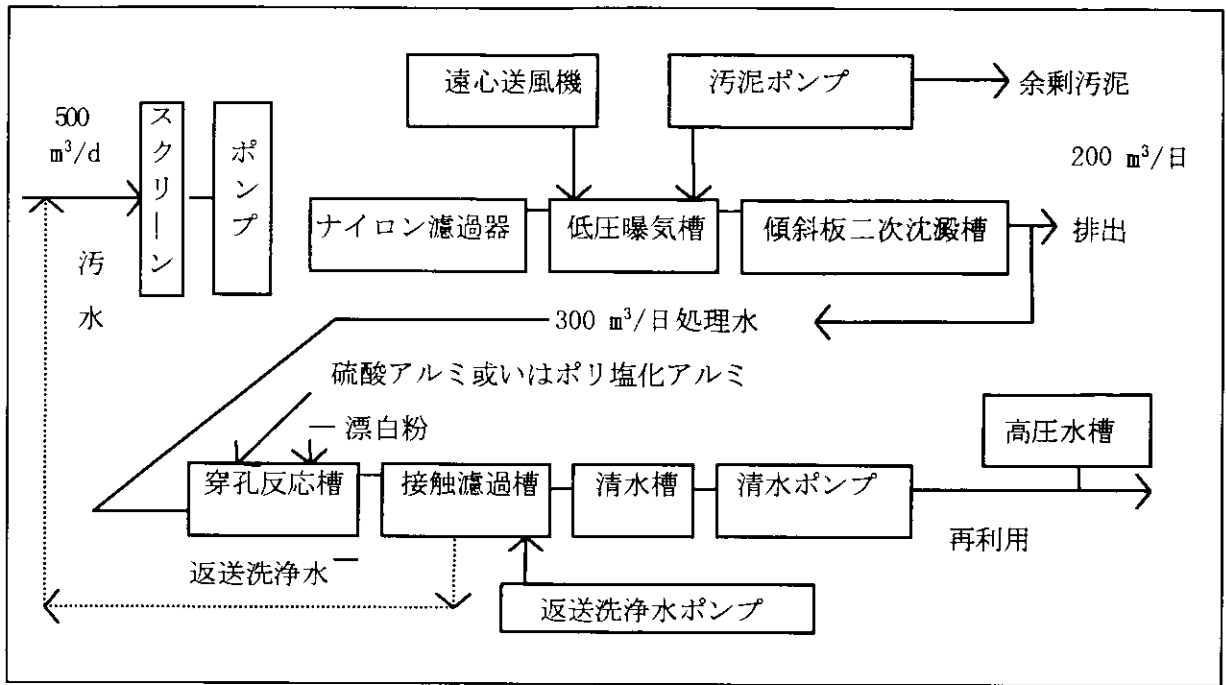 遠心送風機
汚泥ポンプ
余剰汚泥
500
m³/d
スクリーン
ポンプ
200 m³/日
ナイロン濾過器
低圧曝気槽
傾斜板二次沈澱槽
排出
汚
水
300 m³/日処理水
硫酸アルミ或いはポリ塩化アルミ
漂白粉
高圧水槽
穿孔反応槽
接触濾過槽
清水槽
清水ポンプ
再利用
返送洗浄水
返送洗浄水ポンプ